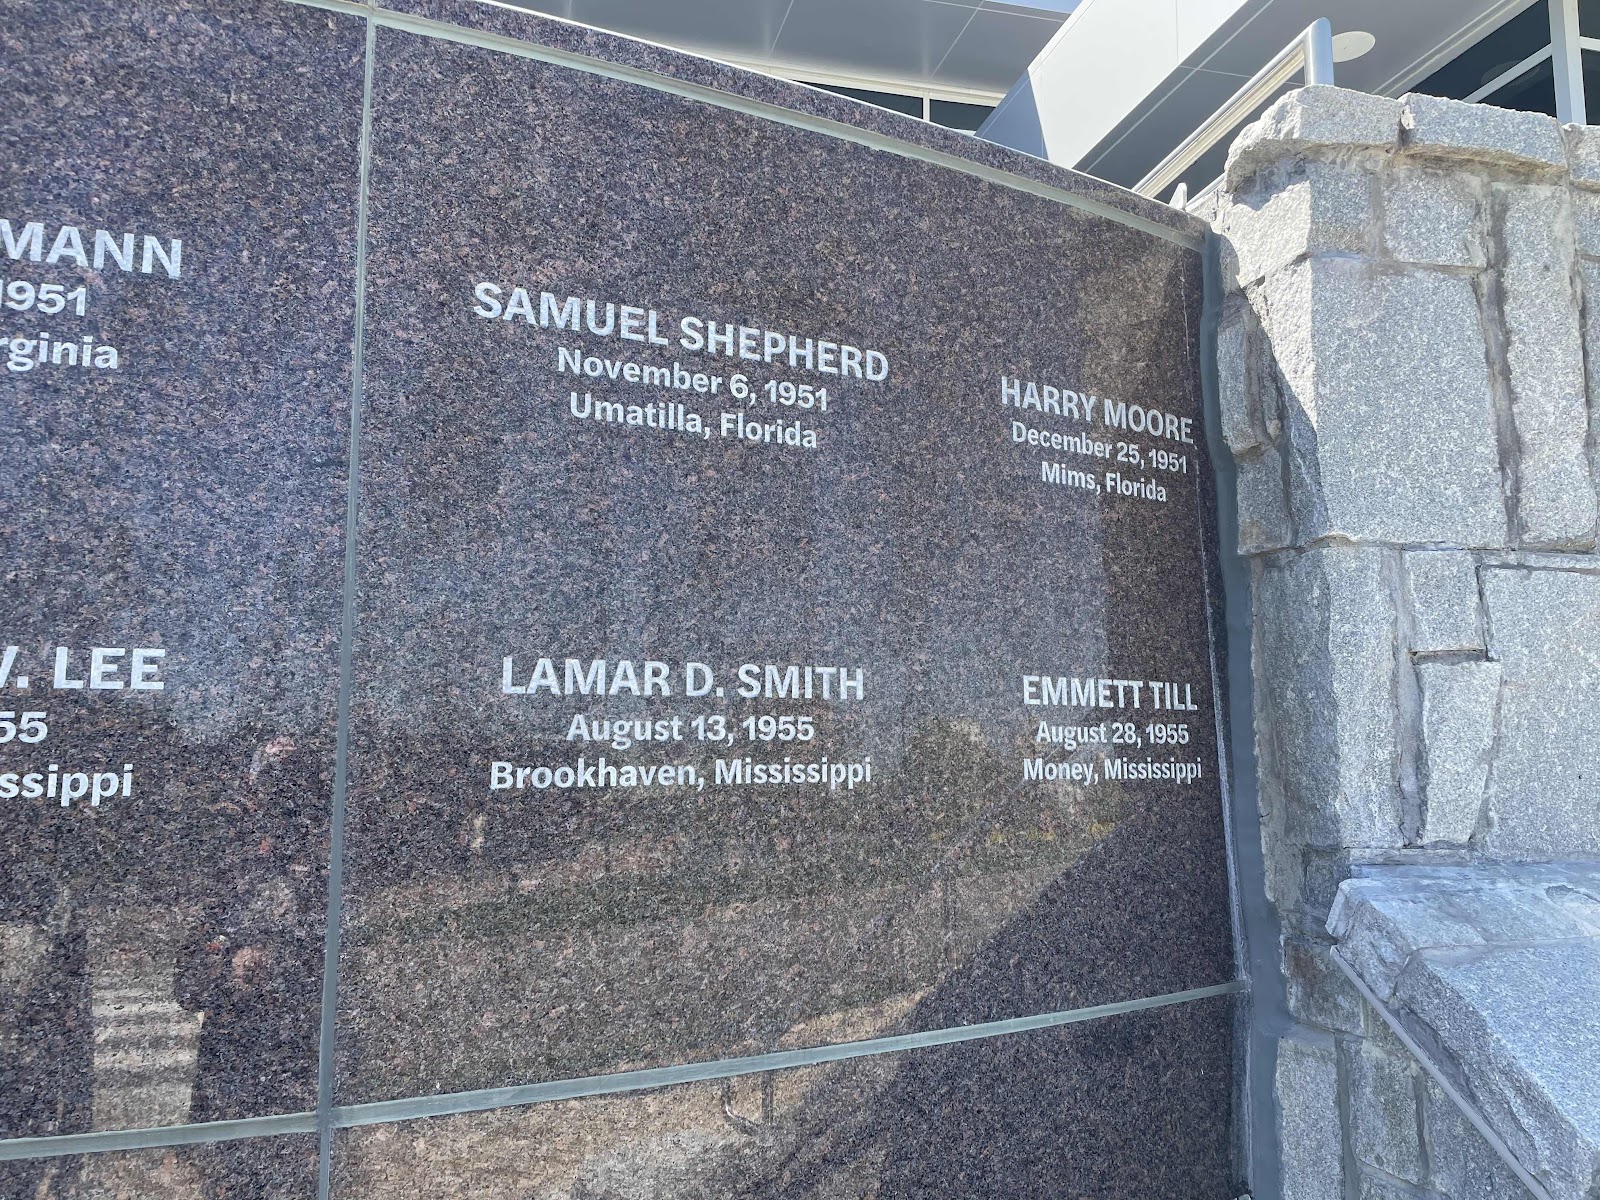 MANN
1951
rginia
SAMUEL SHEPHERD
November 6, 1951
Umatilla, Florida
HARRY MOORE
December 25, 1951
Mims, Florida
. LEE
55
ssippi
LAMAR D. SMITH
August 13, 1955
Brookhaven, Mississippi
EMMETT TILL
August 28, 1955
Money, Mississippi